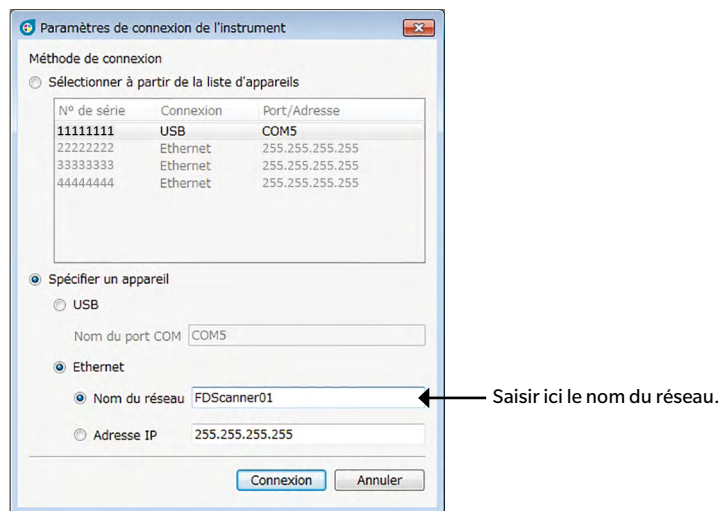 Paramètres de connexion de l'instrument
Méthode de connexion
Sélectionner à partir de la liste d'appareils
Nº de série Connexion Port/Adresse
11111111 USB COM5
22222222 Ethernet 255.255.255.255
33333333 Ethernet 255.255.255.255
44444444 Ethernet 255.255.255.255
Spécifier un appareil
USB
Nom du port COM COM5
Ethernet
Nom du réseau FDScanner01
Saisir ici le nom du réseau.
Adresse IP 255.255.255.255
Connexion Annuler